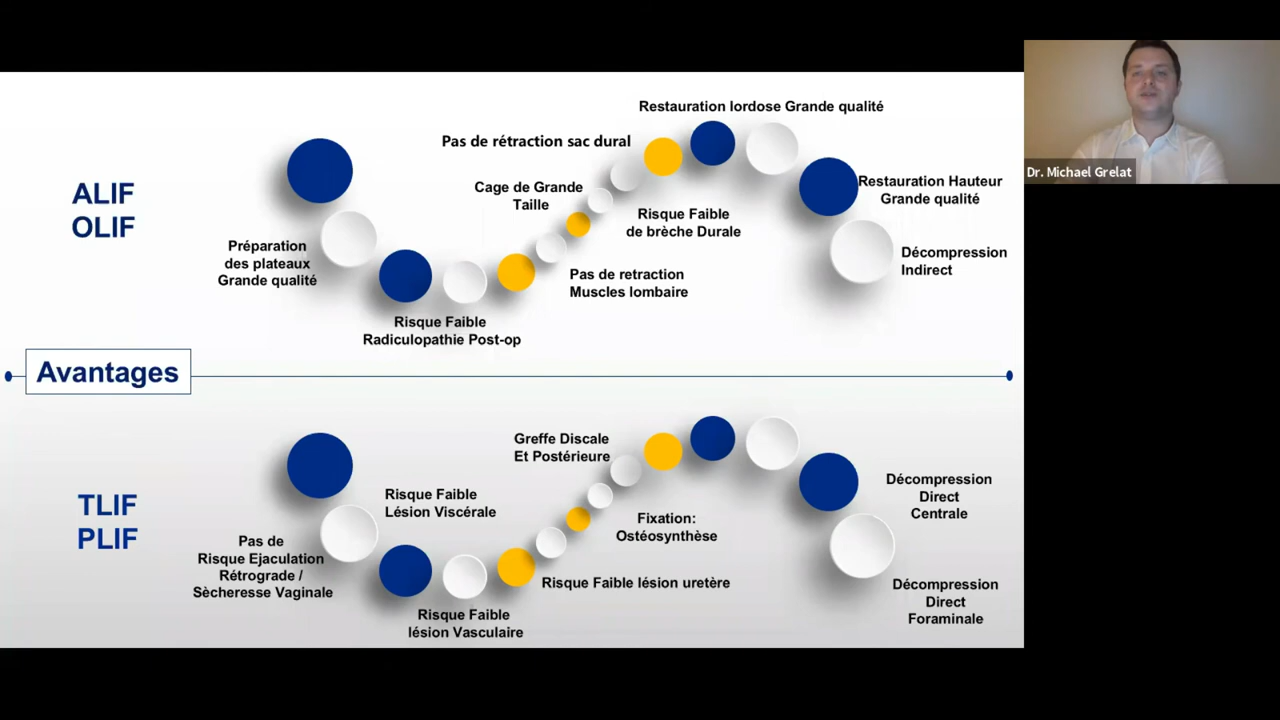 Restauration lordose Grande qualité
Pas de rétraction sac dural
ALIF
OLIF
Cage de Grande
Taille
Restauration Hauteur
Grande qualité
Risque Faible
de brèche Durale
Préparation
des plateaux
Grande qualité
Décompression
Indirect
Pas de retraction
Muscles lombaire
Risque Faible
Radiculopathie Post-op
Avantages
TLIF
PLIF
Greffe Discale
Et Postérieure
Risque Faible
Lésion Viscérale
Décompression
Direct
Centrale
Fixation:
Ostéosynthèse
Pas de
Risque Ejaculation
Rétrograde /
Sècheresse Vaginale
Risque Faible lésion uretère
Décompression
Direct
Foraminale
Risque Faible
lésion Vasculaire
Dr. Michael Grelat